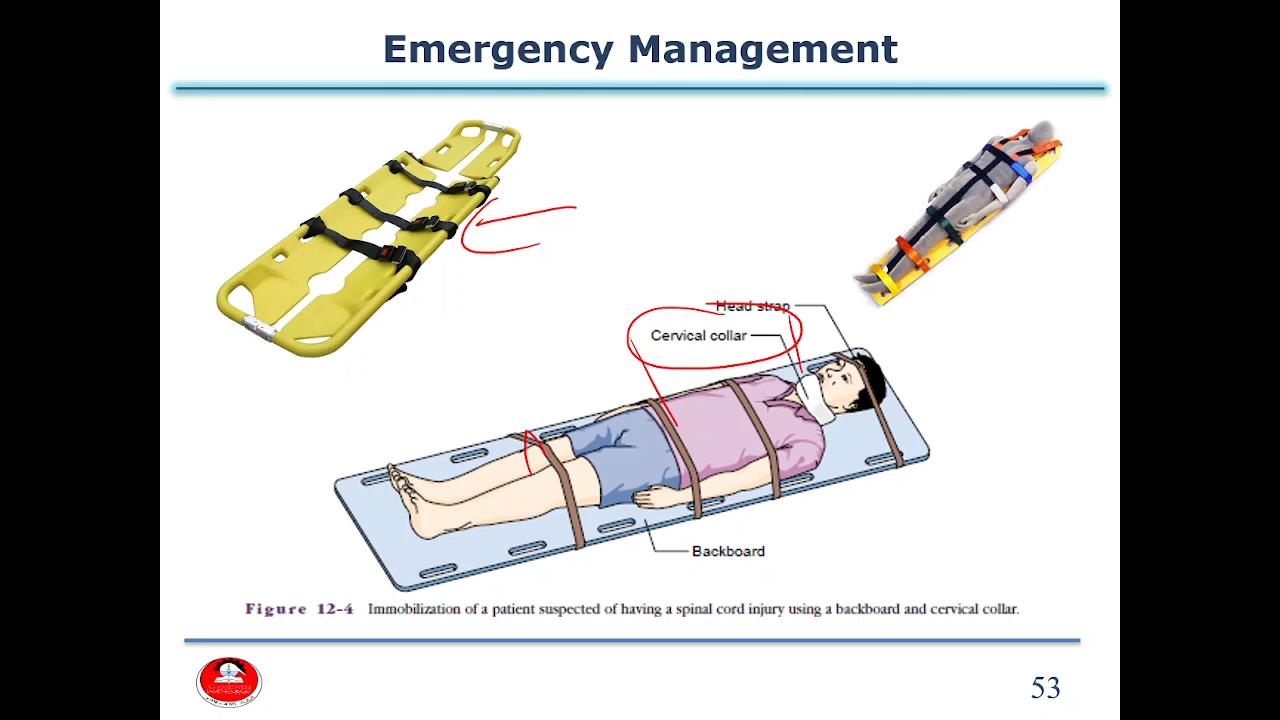 Emergency Management
Head strap
Cervical collar
Backboard
Figure 12-4 Immobilization of a patient suspected of having a spinal cord injury using a backboard and cervical collar.
53